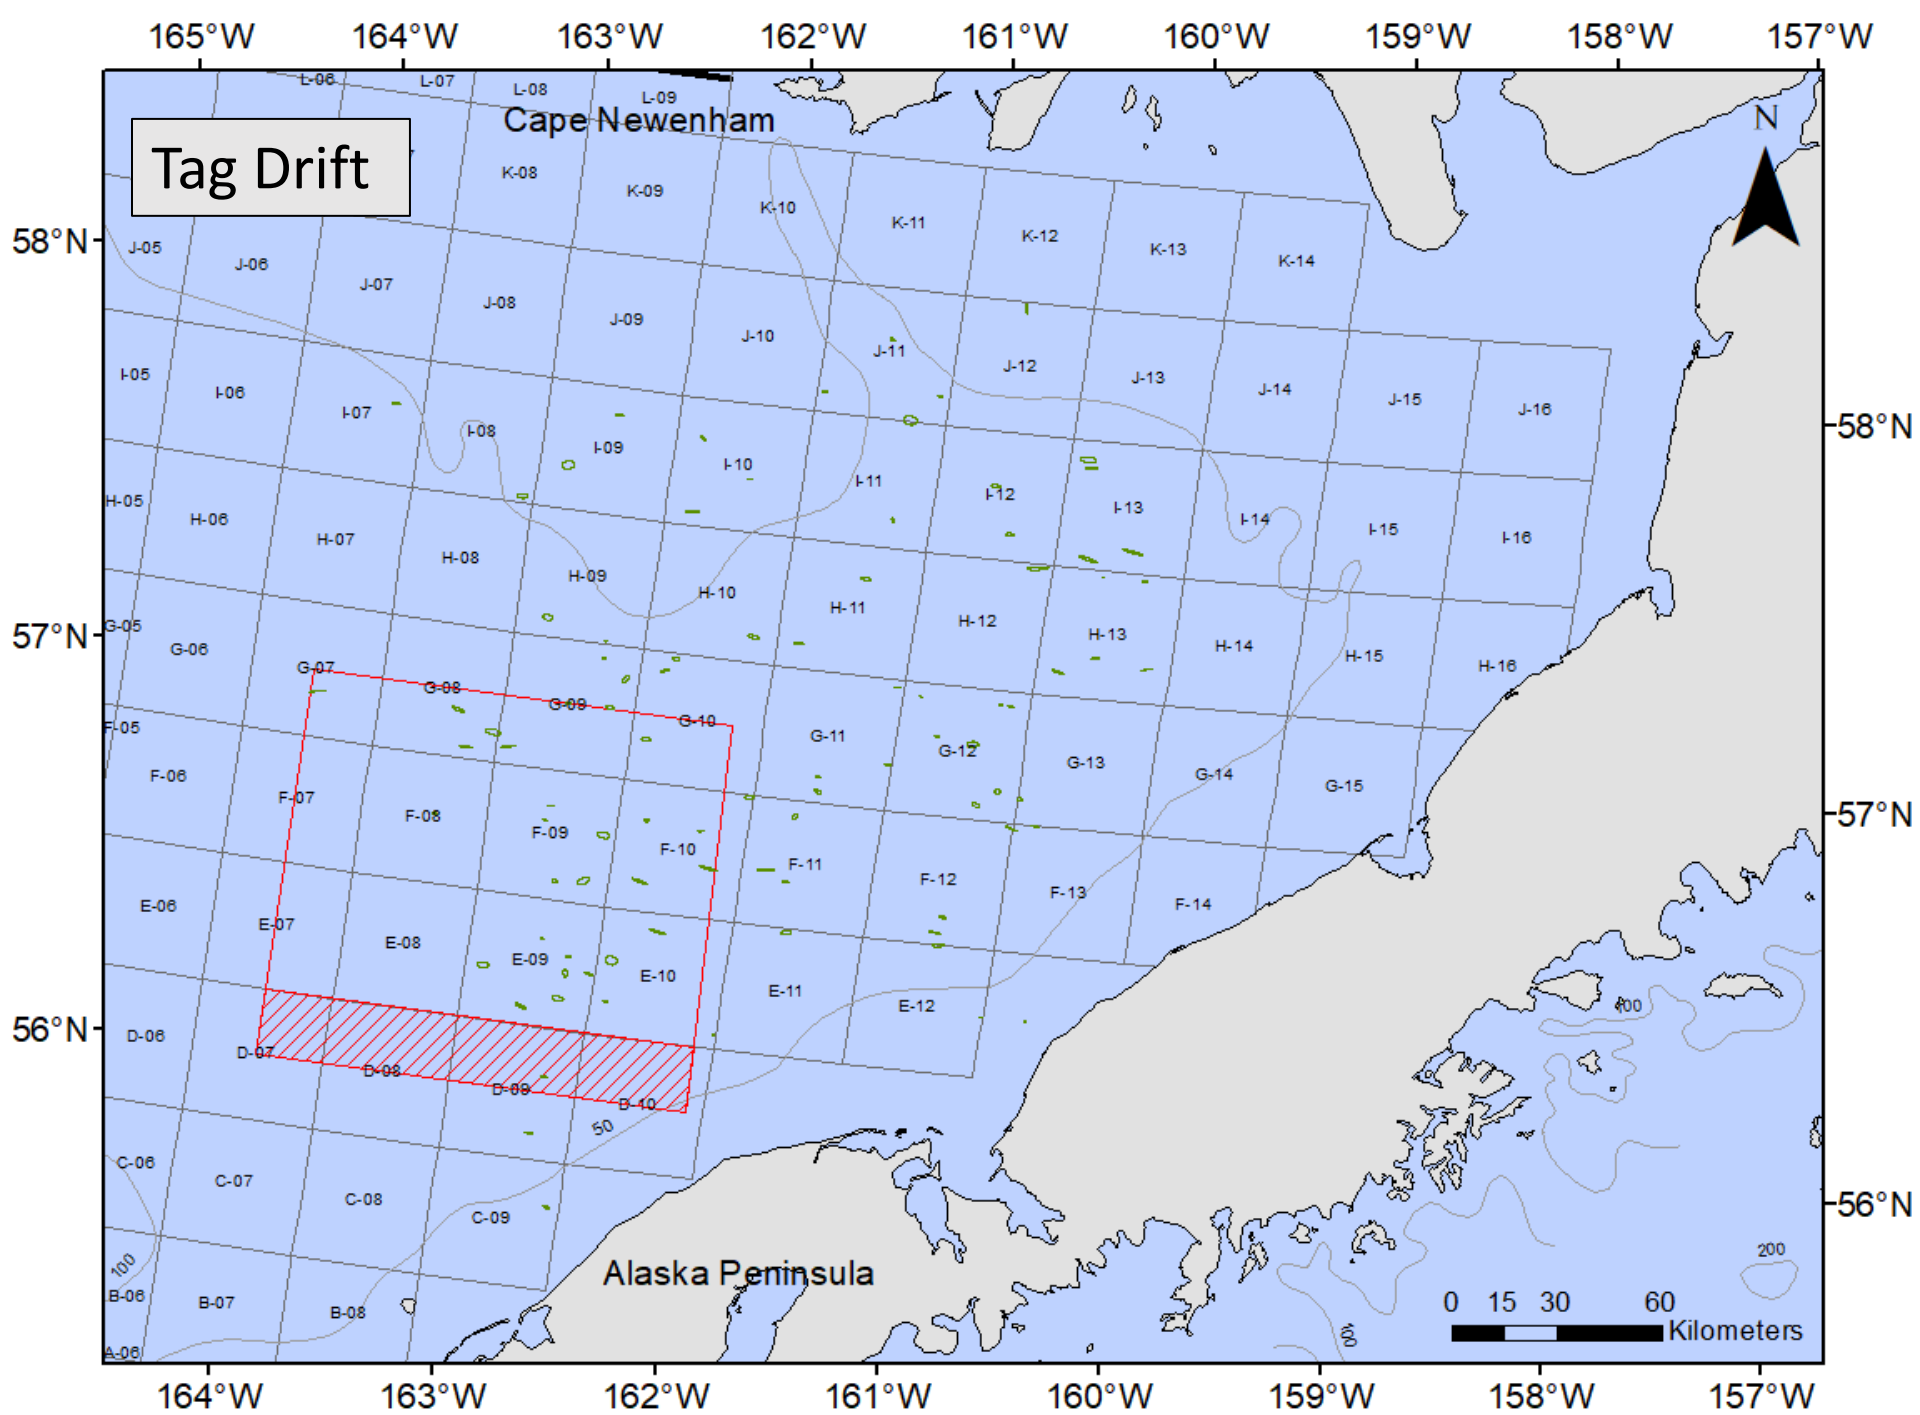 165°W 164°W 163°W 162°W 161°W 160°W 159°W 158°W 157°W
L-06 L-07 L-08 L-09
Cape Newenham
N
Tag Drift
K-08 K-09 K-10 K-11 K-12 K-13 K-14
58°N
J-05 J-06 J-07 J-08 J-09 J-10 J-11 J-12 J-13 J-14 J-15 J-16
58°N
I-05 I-06 I-07 I-08 I-09 I-10 I-11 I-12 I-13 I-14 I-15 I-16
H-05 H-06 H-07 H-08 H-09 H-10 H-11 H-12 H-13 H-14 H-15 H-16
57°N
G-05 G-06 G-07 G-08 G-09 G-10 G-11 G-12 G-13 G-14 G-15
57°N
F-05 F-06 F-07 F-08 F-09 F-10 F-11 F-12 F-13 F-14
E-06 E-07 E-08 E-09 E-10 E-11 E-12
100
56°N
D-06 D-07 D-08 D-09 D-10
50
56°N
C-06 C-07 C-08 C-09
100
200
Alaska Peninsula
B-06 B-07 B-08
0 15 30 60
Kilometers
100
A-06
164°W 163°W 162°W 161°W 160°W 159°W 158°W 157°W